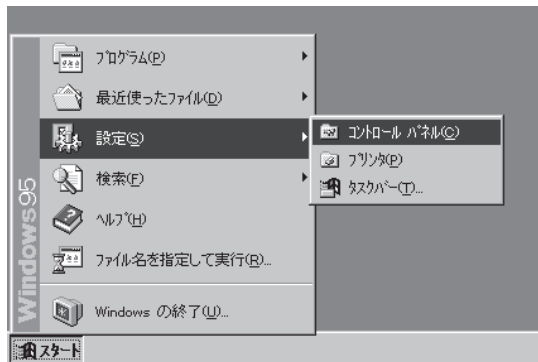 プログラム(P)
最近使ったファイル(D)
設定(S)
検索(F)
ヘルプ(H)
ファイル名を指定して実行(R)...
Windows の終了(U)...
コントロール パネル(C)
プリンタ(P)
タスクバー(T)...
Windows95
スタート